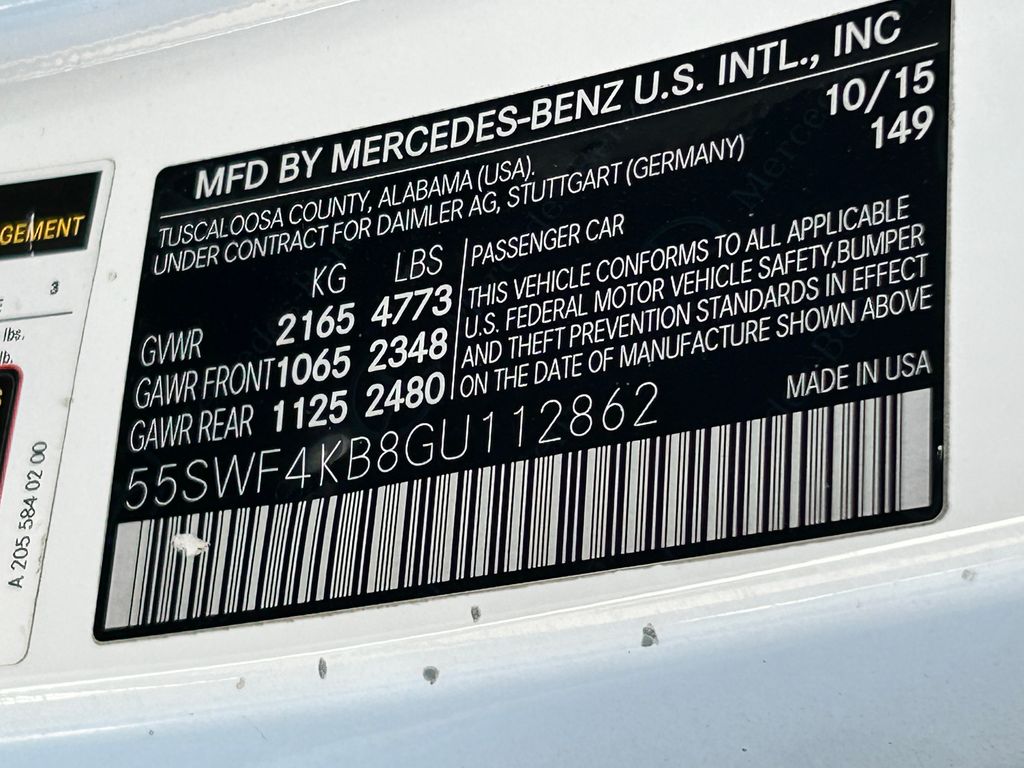 MFD BY MERCEDES-BENZ U.S. INTL., INC
TUSCALOOSA COUNTY, ALABAMA (USA).
10/15
UNDER CONTRACT FOR DAIMLER AG, STUTTGART (GERMANY)
149
KG LBS
GVWR 2165 4773
GAWR FRONT 1065 2348
GAWR REAR 1125 2480
PASSENGER CAR
THIS VEHICLE CONFORMS TO ALL APPLICABLE
U.S. FEDERAL MOTOR VEHICLE SAFETY,BUMPER
AND THEFT PREVENTION STANDARDS IN EFFECT
ON THE DATE OF MANUFACTURE SHOWN ABOVE
55SWF4KB8GU112862
MADE IN USA
GEMENT
3
lbs.
lb.
A 205 584 02 00